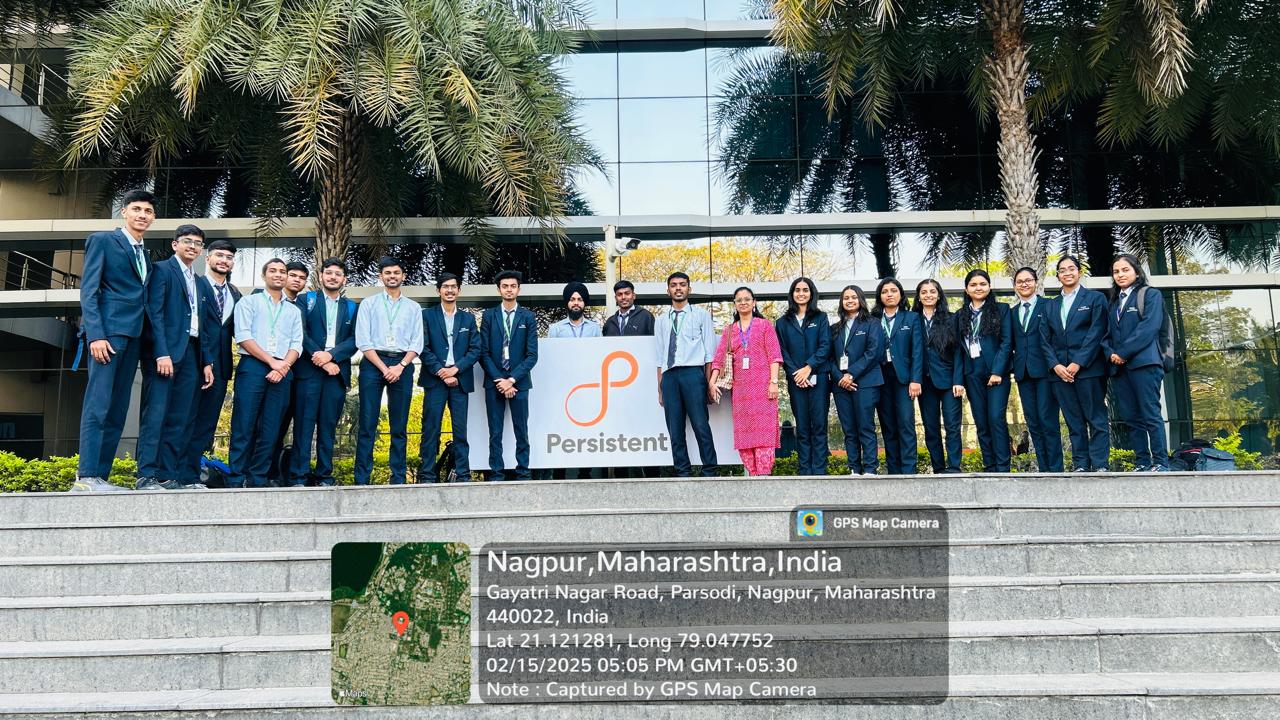 Persistent
GPS Map Camera
Nagpur,Maharashtra,India
Gayatri Nagar Road, Parsodi, Nagpur, Maharashtra
440022, India
Lat 21.121281, Long 79.047752
02/15/2025 05:05 PM GMT+05:30
Note : Captured by GPS Map Camera
Maps